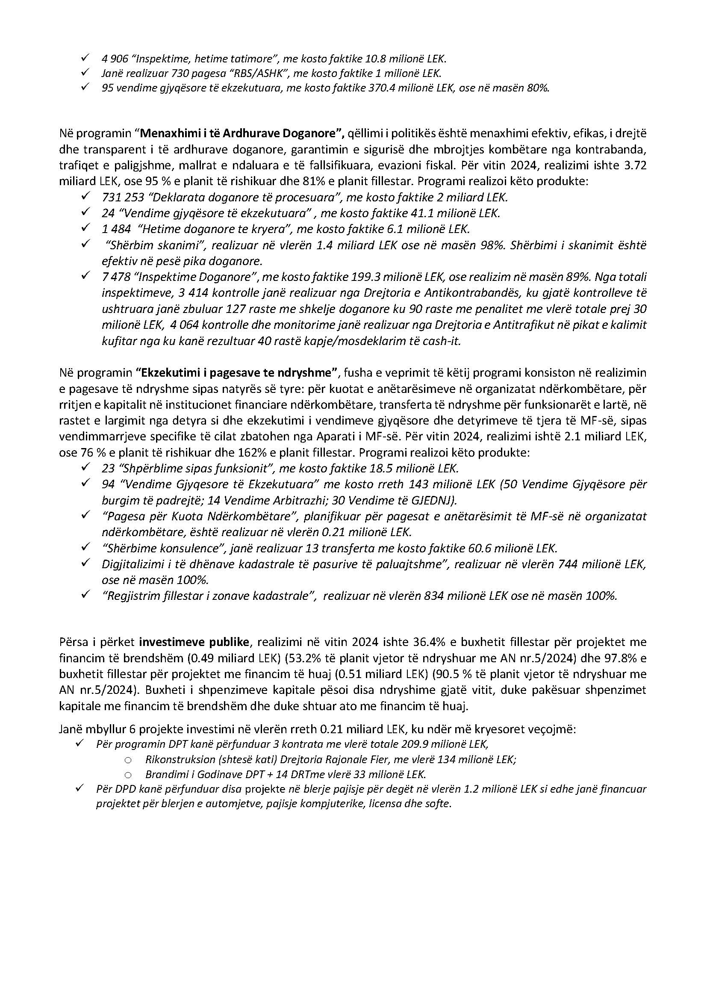 ✓ 4 906 “Inspektime, hetime tatimore”, me kosto faktike 10.8 milionë LEK.
✓ Janë realizuar 730 pagesa “RBS/ASHK”, me kosto faktike 1 milionë LEK.
✓ 95 vendime gjyqësore të ekzekutuara, me kosto faktike 370.4 milionë LEK, ose në masën 80%.
Në programin “Menaxhimi i të Ardhurave Doganore”, qëllimi i politikës është menaxhimi efektiv, efikas, i drejtë
dhe transparent i të ardhurave doganore, garantimin e sigurisë dhe mbrojtjes kombëtare nga kontrabanda,
trafiqet e paligjshme, mallrat e ndaluara e të fallsifikuara, evazioni fiskal. Për vitin 2024, realizimi ishte 3.72
miliard LEK, ose 95 % e planit të rishikuar dhe 81% e planit fillestar. Programi realizoi këto produkte:
✓ 731 253 “Deklarata doganore të procesuara”, me kosto faktike 2 miliard LEK.
✓ 24 “Vendime gjyqësore të ekzekutuara” , me kosto faktike 41.1 milionë LEK.
✓ 1 484 “Hetime doganore te kryera”, me kosto faktike 6.1 milionë LEK.
✓ “Shërbim skanimi”, realizuar në vlerën 1.4 miliard LEK ose në masën 98%. Shërbimi i skanimit është
efektiv në pesë pika doganore.
✓ 7 478 “Inspektime Doganore”, me kosto faktike 199.3 milionë LEK, ose realizim në masën 89%. Nga totali
inspektimeve, 3 414 kontrolle janë realizuar nga Drejtoria e Antikontrabandës, ku gjatë kontrolleve të
ushtruara janë zbuluar 127 raste me shkelje doganore ku 90 raste me penalitet me vlerë totale prej 30
milionë LEK, 4 064 kontrolle dhe monitorime janë realizuar nga Drejtoria e Antitrafikut në pikat e kalimit
kufitar nga ku kanë rezultuar 40 rastë kapje/mosdeklarim të cash-it.
Në programin “Ekzekutimi i pagesave te ndryshme”, fusha e veprimit të këtij programi konsiston në realizimin
e pagesave të ndryshme sipas natyrës së tyre: për kuotat e anëtarësimeve në organizatat ndërkombëtare, për
rritjen e kapitalit në institucionet financiare ndërkombëtare, transferta të ndryshme për funksionarët e lartë, në
rastet e largimit nga detyra si dhe ekzekutimi i vendimeve gjyqësore dhe detyrimeve të tjera të MF-së, sipas
vendimmarrjeve specifike të cilat zbatohen nga Aparati i MF-së. Për vitin 2024, realizimi ishtë 2.1 miliard LEK,
ose 76 % e planit të rishikuar dhe 162% e planit fillestar. Programi realizoi këto produkte:
✓ 23 “Shpërblime sipas funksionit”, me kosto faktike 18.5 milionë LEK.
✓ 94 “Vendime Gjyqesore të Ekzekutuara” me kosto rreth 143 milionë LEK (50 Vendime Gjyqësore për
burgim të padrejtë; 14 Vendime Arbitrazhi; 30 Vendime të GJEDNJ).
✓ “Pagesa për Kuota Ndërkombëtare”, planifikuar për pagesat e anëtarësimit të MF-së në organizatat
ndërkombëtare, është realizuar në vlerën 0.21 milionë LEK.
✓ “Shërbime konsulence”, janë realizuar 13 transferta me kosto faktike 60.6 milionë LEK.
✓ Digjitalizimi i të dhënave kadastrale të pasurive të paluajtshme”, realizuar në vlerën 744 milionë LEK,
ose në masën 100%.
✓ “Regjistrim fillestar i zonave kadastrale”, realizuar në vlerën 834 milionë LEK ose në masën 100%.
Përsa i përket investimeve publike, realizimi në vitin 2024 ishte 36.4% e buxhetit fillestar për projektet me
financim të brendshëm (0.49 miliard LEK) (53.2% të planit vjetor të ndryshuar me AN nr.5/2024) dhe 97.8% e
buxhetit fillestar për projektet me financim të huaj (0.51 miliard LEK) (90.5 % të planit vjetor të ndryshuar me
AN nr.5/2024). Buxheti i shpenzimeve kapitale pësoi disa ndryshime gjatë vitit, duke pakësuar shpenzimet
kapitale me financim të brendshëm dhe duke shtuar ato me financim të huaj.
Janë mbyllur 6 projekte investimi në vlerën rreth 0.21 miliard LEK, ku ndër më kryesoret veçojmë:
✓ Për programin DPT kanë përfunduar 3 kontrata me vlerë totale 209.9 milionë LEK,
○ Rikonstruksion (shtesë kati) Drejtoria Rajonale Fier, me vlerë 134 milionë LEK;
○ Brandimi i Godinave DPT + 14 DRTme vlerë 33 milionë LEK.
✓ Për DPD kanë përfunduar disa projekte në blerje pajisje për degët në vlerën 1.2 milionë LEK si edhe janë financuar
projektet për blerjen e automjetve, pajisje kompjuterike, licensa dhe softe.